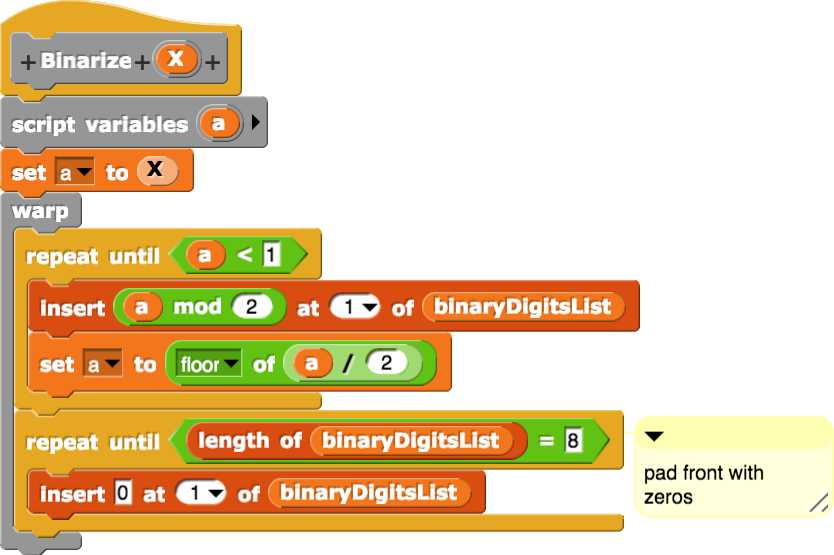 + Binarize + x +
script variables a
set a to x
warp
repeat until a < 1
insert a mod 2 at 1 of binaryDigitsList
set a to floor of a / 2
repeat until length of binaryDigitsList = 8
insert 0 at 1 of binaryDigitsList
pad front with
zeros